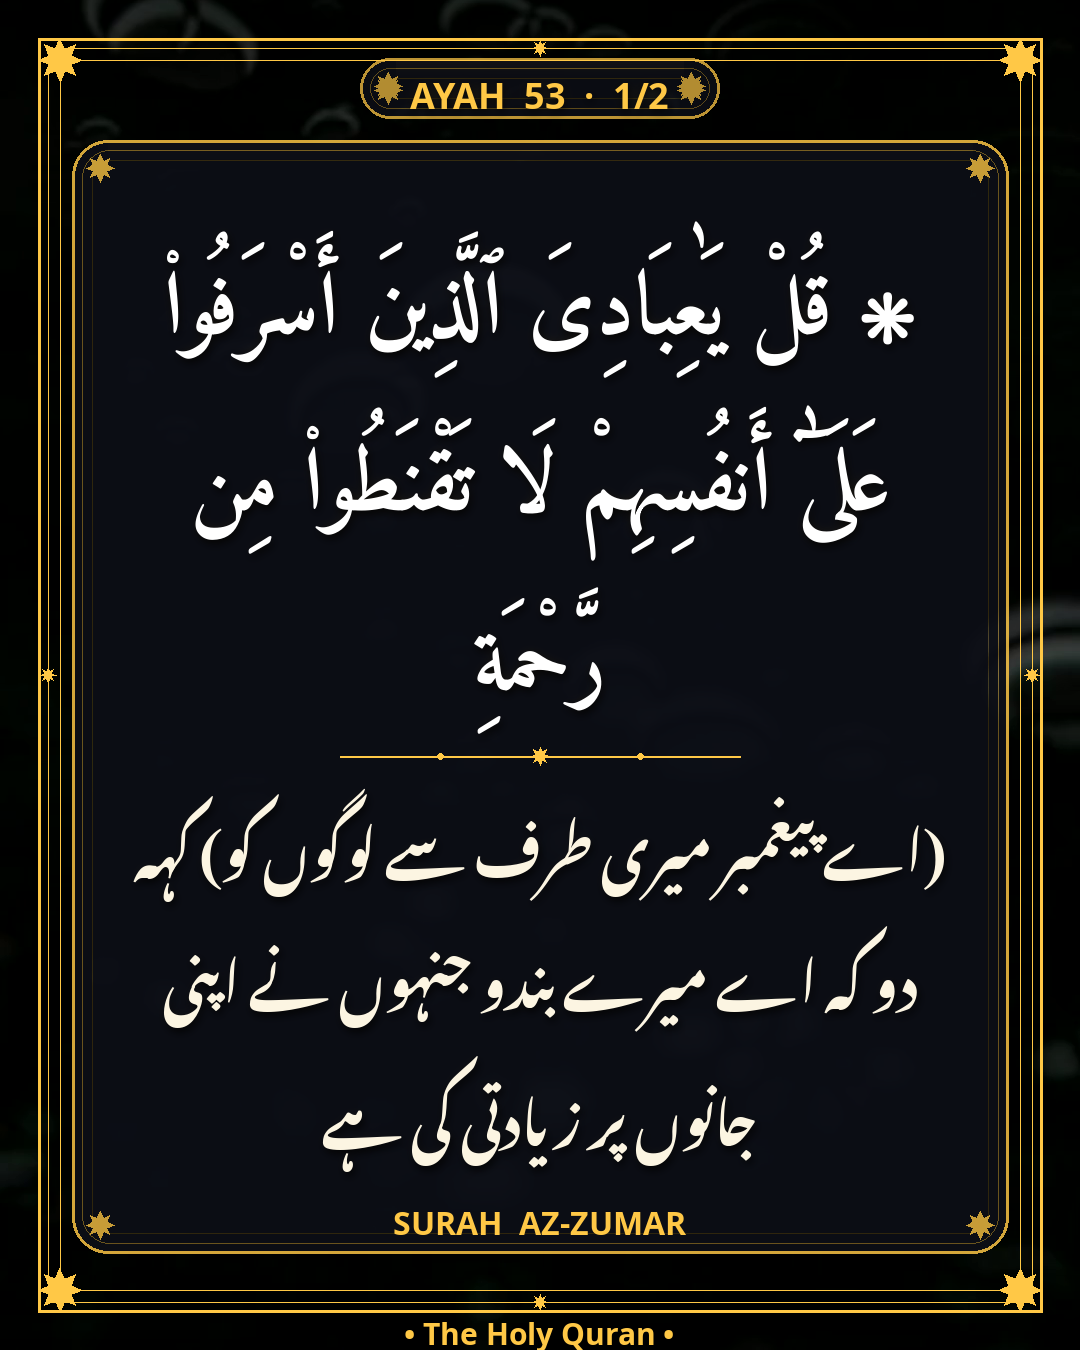 AYAH 53 · 1/2
* قُلْ يَٰعِبَادِىَ ٱلَّذِينَ أَسْرَفُوا۟
عَلَىٰٓ أَنفُسِهِمْ لَا تَقْنَطُوا۟ مِن
رَّحْمَةِ
(اے پیغمبر میری طرف سے لوگوں کو) کہہ
دو کہ اے میرے بندو جنہوں نے اپنی
جانوں پر زیادتی کی ہے
SURAH AZ-ZUMAR
• The Holy Quran •